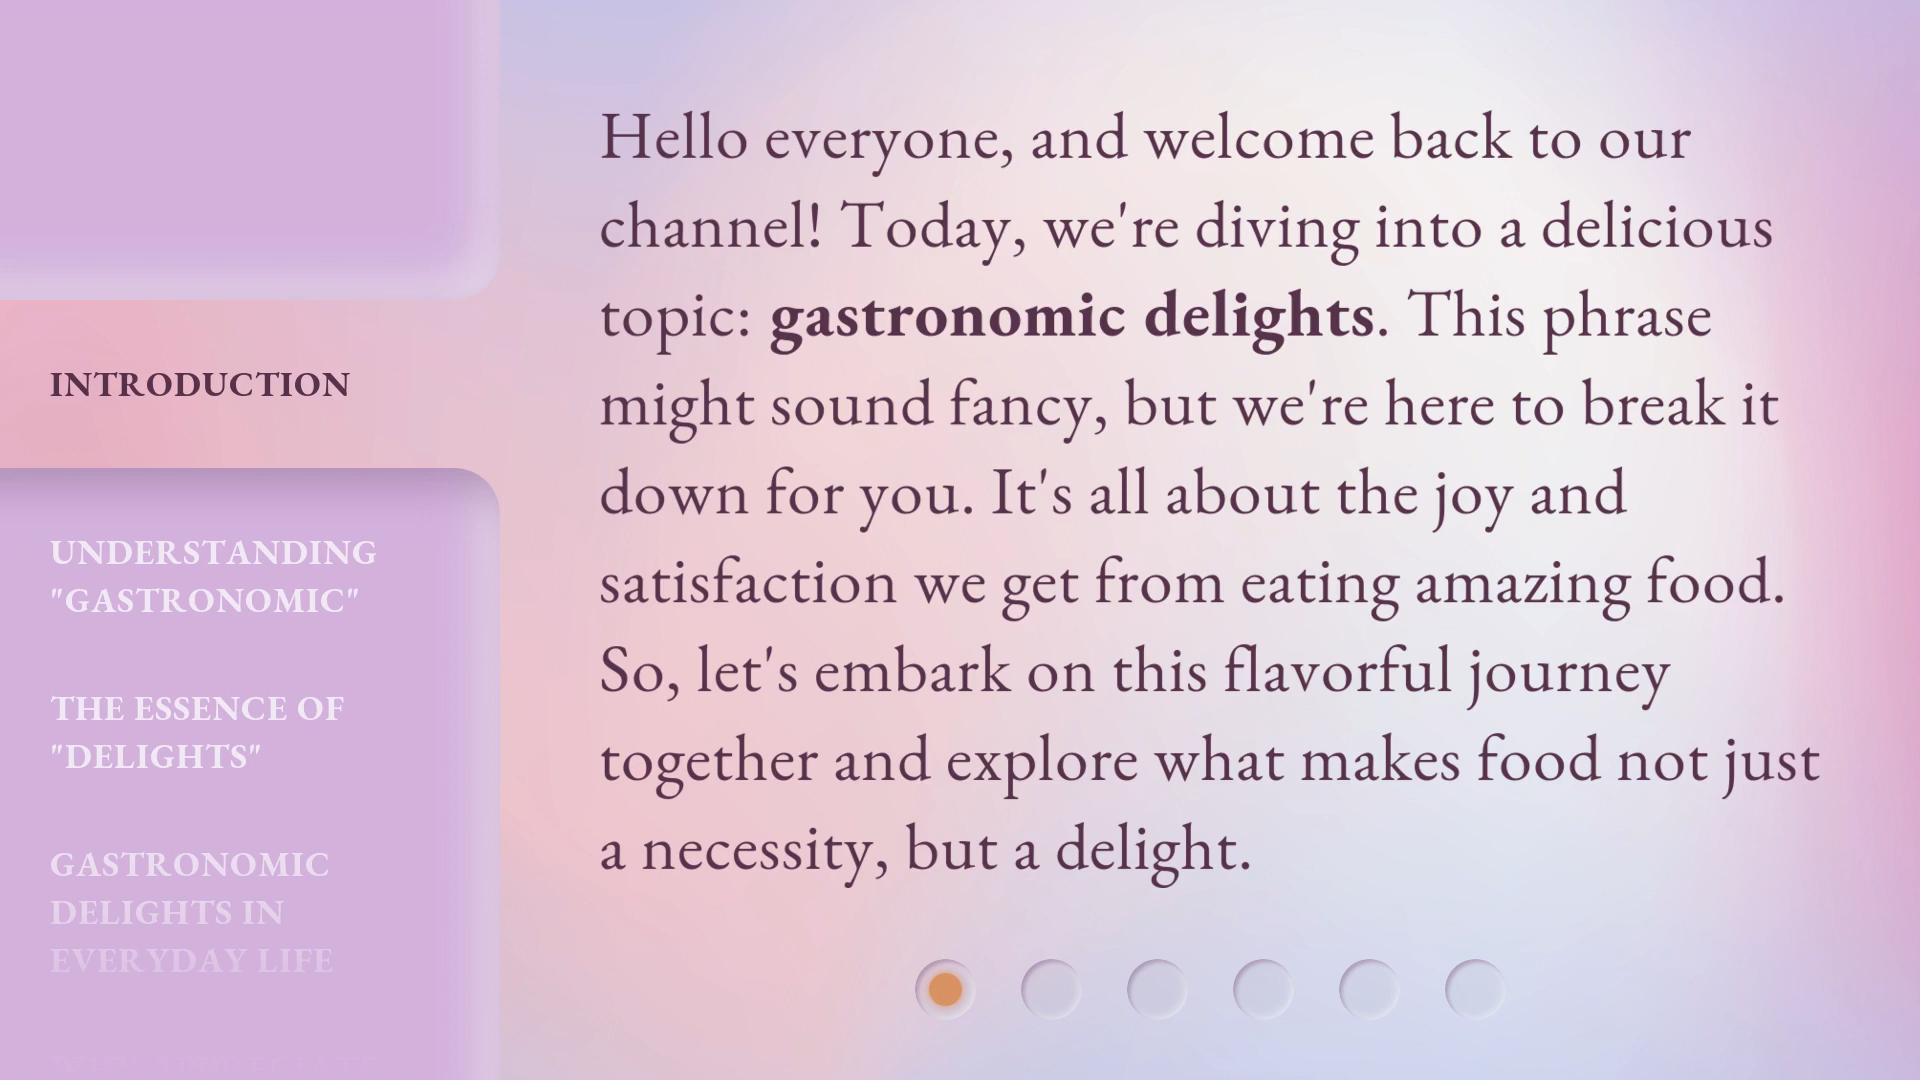 INTRODUCTION
UNDERSTANDING
"GASTRONOMIC"
THE ESSENCE OF
"DELIGHTS"
GASTRONOMIC
DELIGHTS IN
EVERYDAY LIFE
Hello everyone, and welcome back to our
channel! Today, we're diving into a delicious
topic: gastronomic delights. This phrase
might sound fancy, but we're here to break it
down for you. It's all about the joy and
satisfaction we get from eating amazing food.
So, let's embark on this flavorful journey
together and explore what makes food not just
a necessity, but a delight.